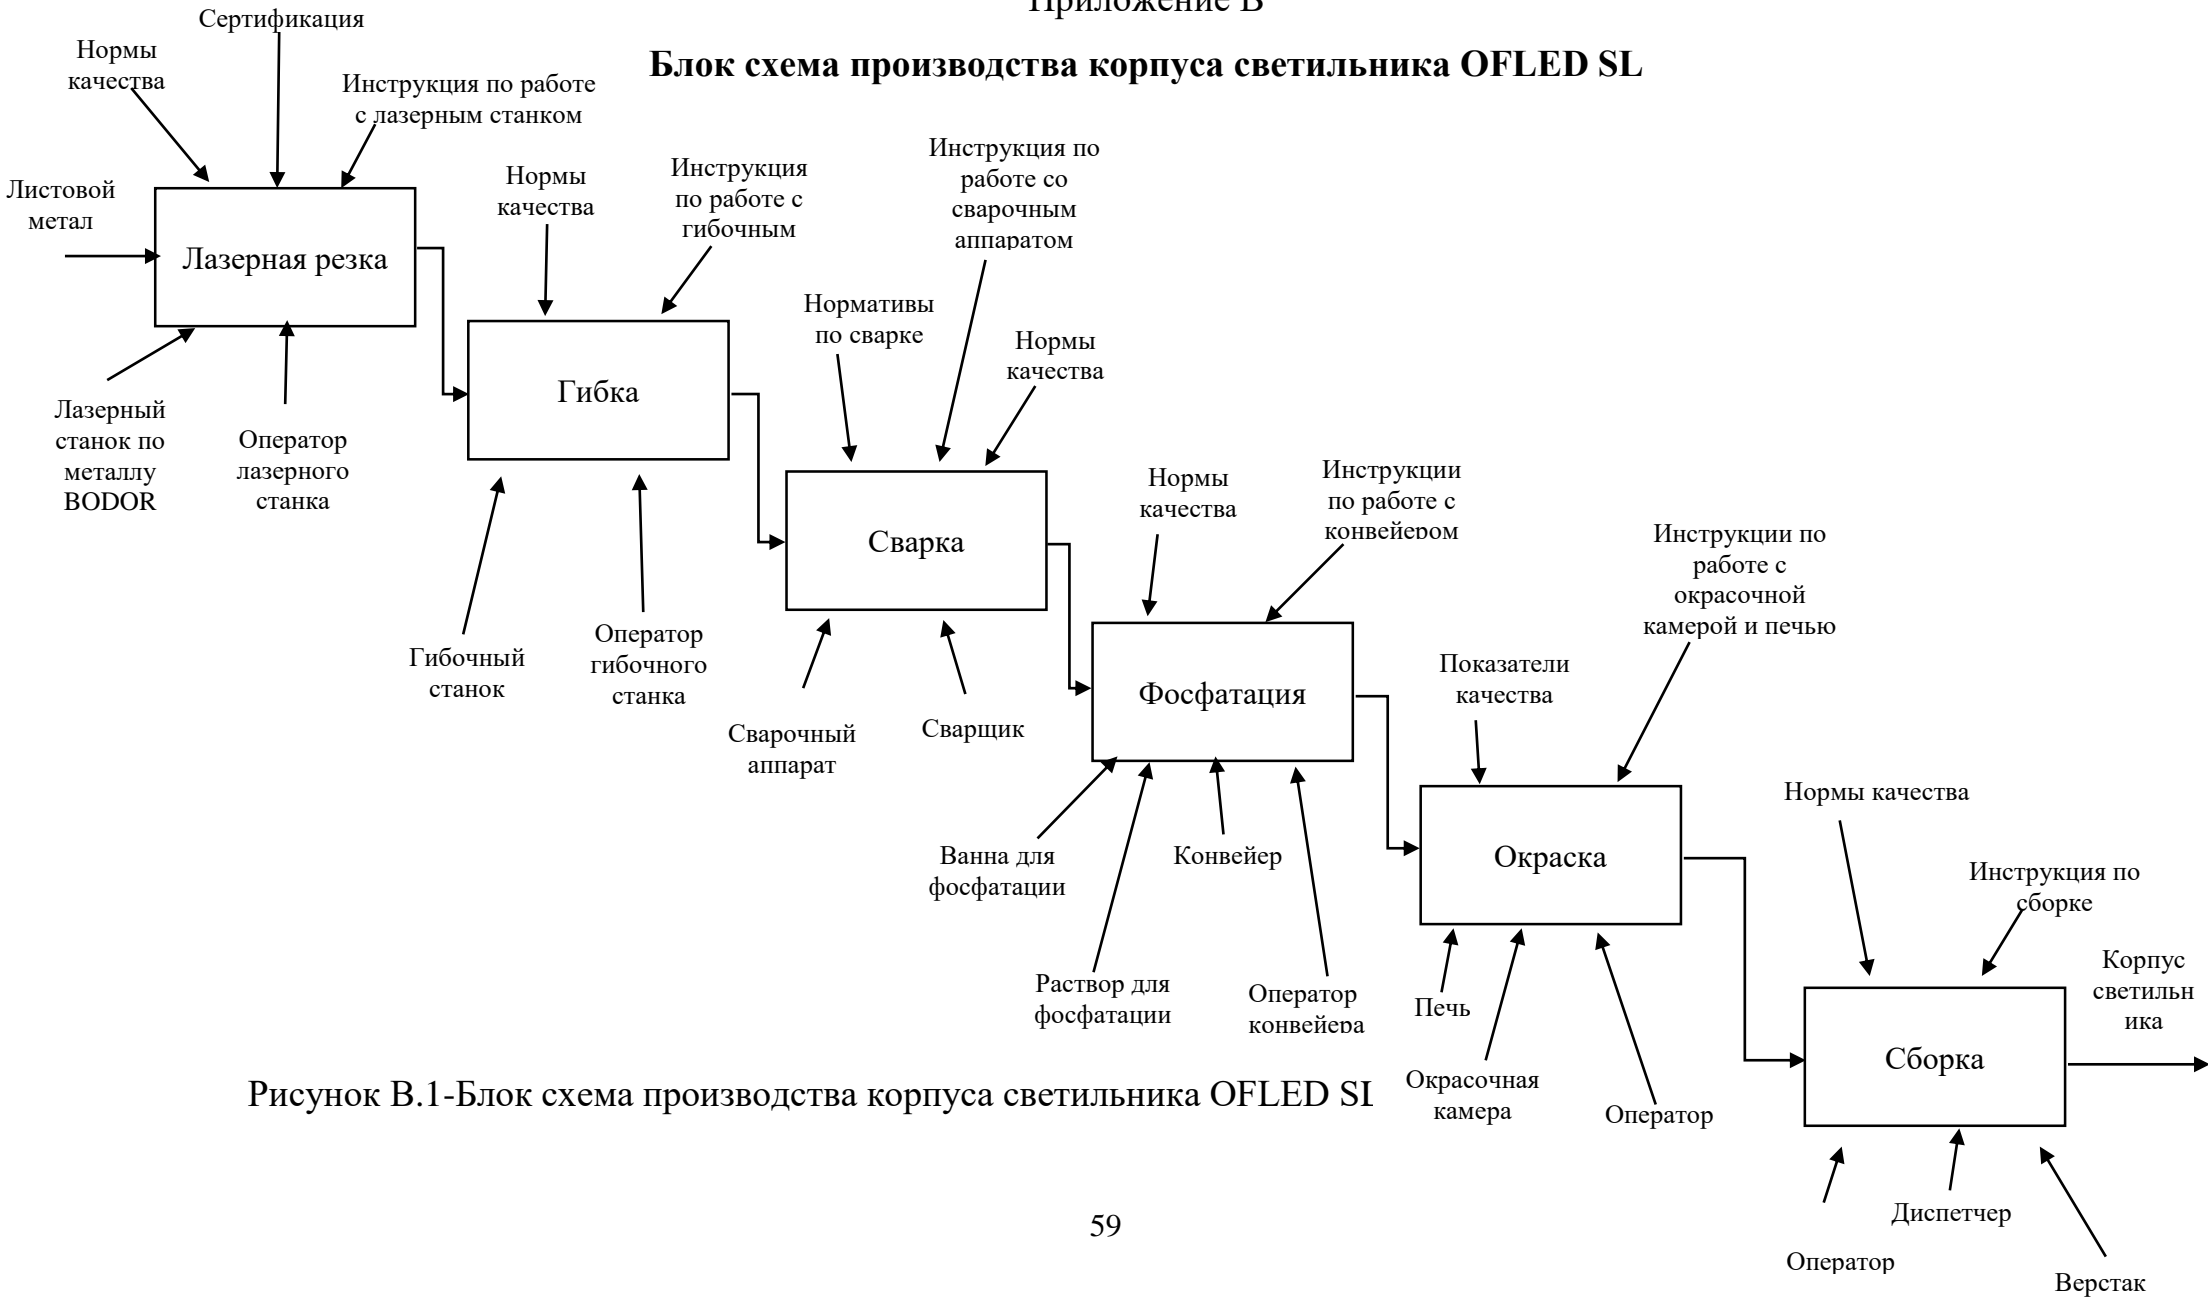 Приложение В
Блок схема производства корпуса светильника OFLED SL
Сертификация
Нормы
качества
Инструкция по работе
с лазерным станком
Листовой
метал
Лазерная резка
Лазерный
станок по
металлу
BODOR
Оператор
лазерного
станка
Нормы
качества
Инструкция
по работе с
гибочным
Гибка
Гибочный
станок
Оператор
гибочного
станка
Нормативы
по сварке
Инструкция по
работе со
сварочным
аппаратом
Нормы
качества
Сварка
Сварочный
аппарат
Сварщик
Нормы
качества
Инструкции
по работе с
конвейером
Фосфатация
Ванна для
фосфатации
Раствор для
фосфатации
Конвейер
Оператор
конвейера
Показатели
качества
Инструкции по
работе с
окрасочной
камерой и печью
Окраска
Печь
Окрасочная
камера
Оператор
Нормы качества
Инструкция по
сборке
Корпус
светильн
ика
Сборка
Оператор
Диспетчер
Верстак
Рисунок В.1-Блок схема производства корпуса светильника OFLED SL
59